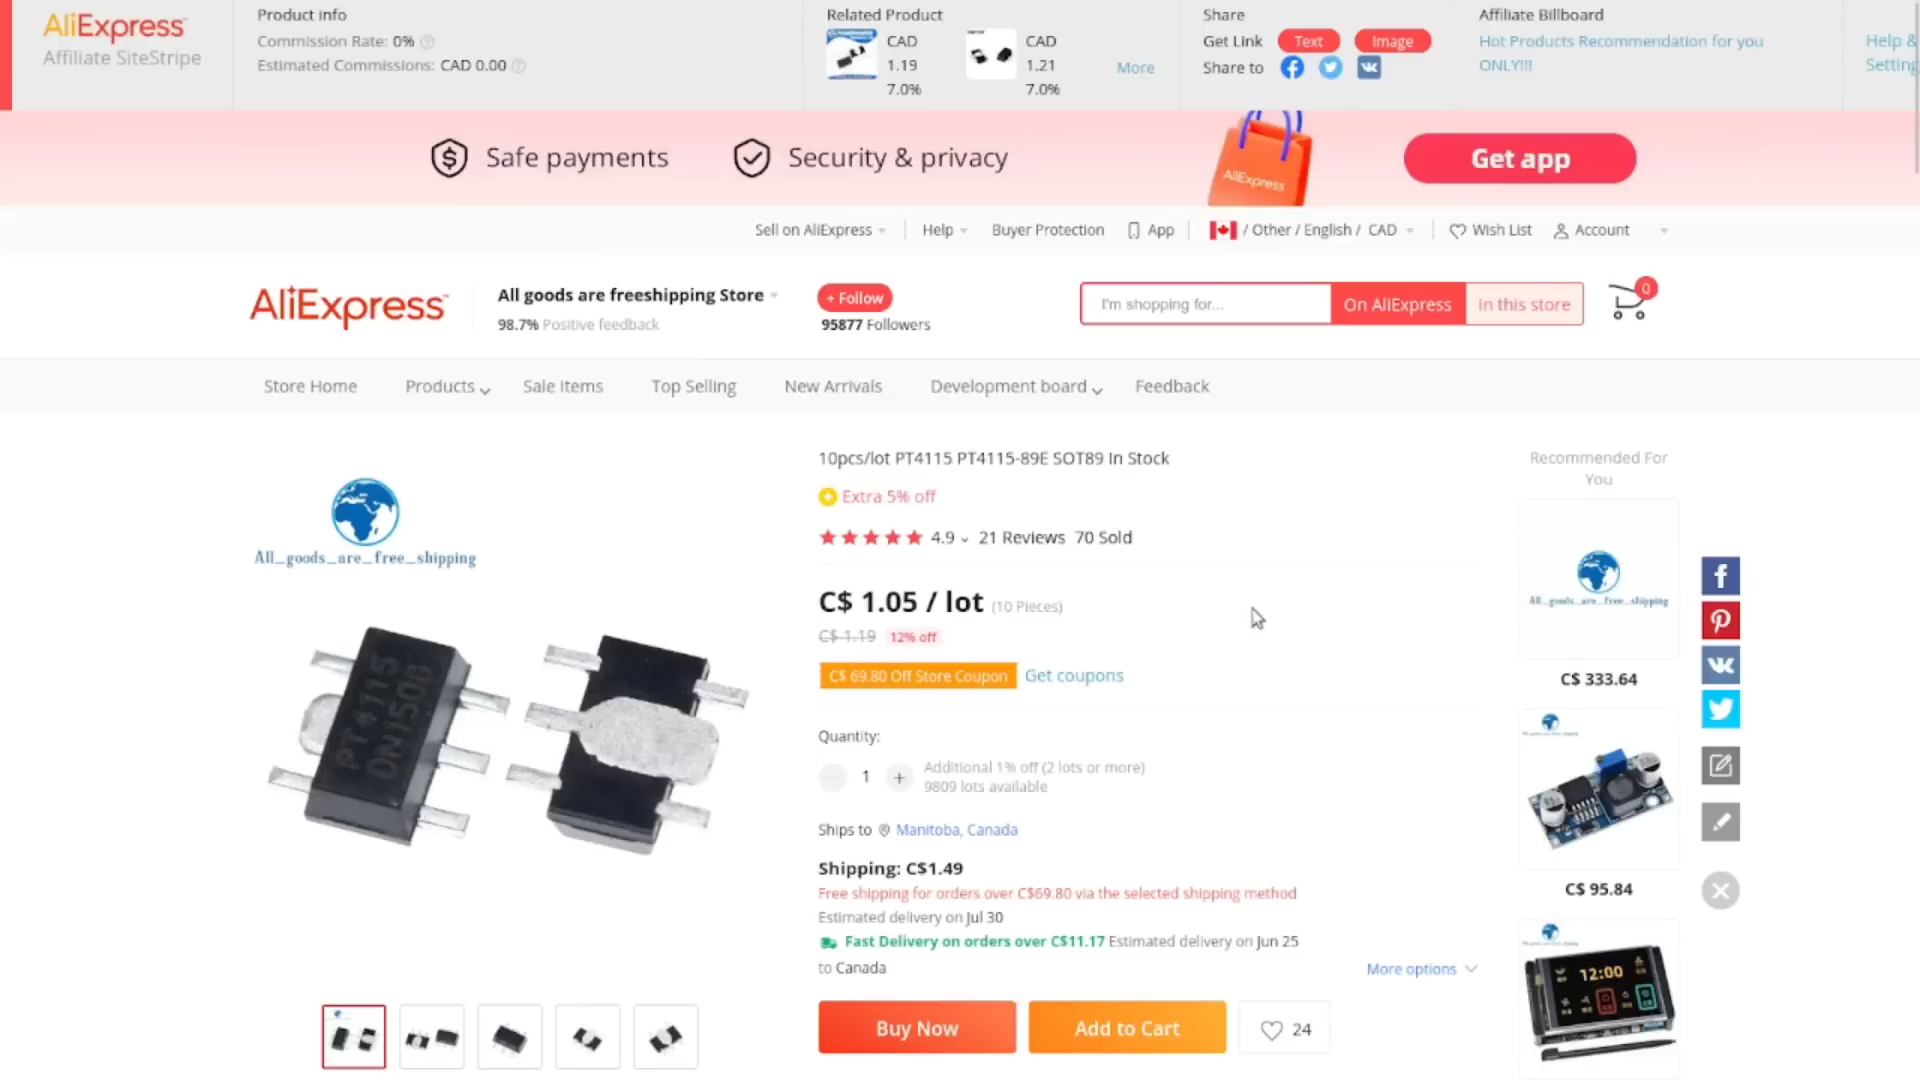 AliExpress
Affiliate SiteStripe
Product info
Commission Rate: 0%
Estimated Commissions: CAD 0.00
Related Product
CAD
1.19
7.0%
CAD
1.21
7.0%
More
Share
Get Link Text Image
Share to
Affiliate Billboard
Hot Products Recommendation for you
ONLY!!!
Help &
Setting
Safe payments
Security & privacy
AliExpress
Get app
Sell on AliExpress
Help
Buyer Protection
App
/ Other / English / CAD
Wish List
Account
AliExpress
All goods are freeshipping Store
98.7% Positive feedback
+ Follow
95877 Followers
I'm shopping for...
On AliExpress
In this store
0
Store Home
Products
Sale Items
Top Selling
New Arrivals
Development board
Feedback
All_goods_are_free_shipping
PT4115
DN1508
10pcs/lot PT4115 PT4115-89E SOT89 In Stock
Extra 5% off
4.9 21 Reviews 70 Sold
C$ 1.05 / lot (10 Pieces)
C$ 1.19 12% off
C$ 69.80 Off Store Coupon Get coupons
Quantity:
1
Additional 1% off (2 lots or more)
9809 lots available
Ships to Manitoba, Canada
Shipping: C$1.49
Free shipping for orders over C$69.80 via the selected shipping method
Estimated delivery on Jul 30
Fast Delivery on orders over C$11.17 Estimated delivery on Jun 25
to Canada
More options
Buy Now
Add to Cart
24
Recommended For
You
All_goods_are_free_shipping
C$ 333.64
C$ 95.84
12:00